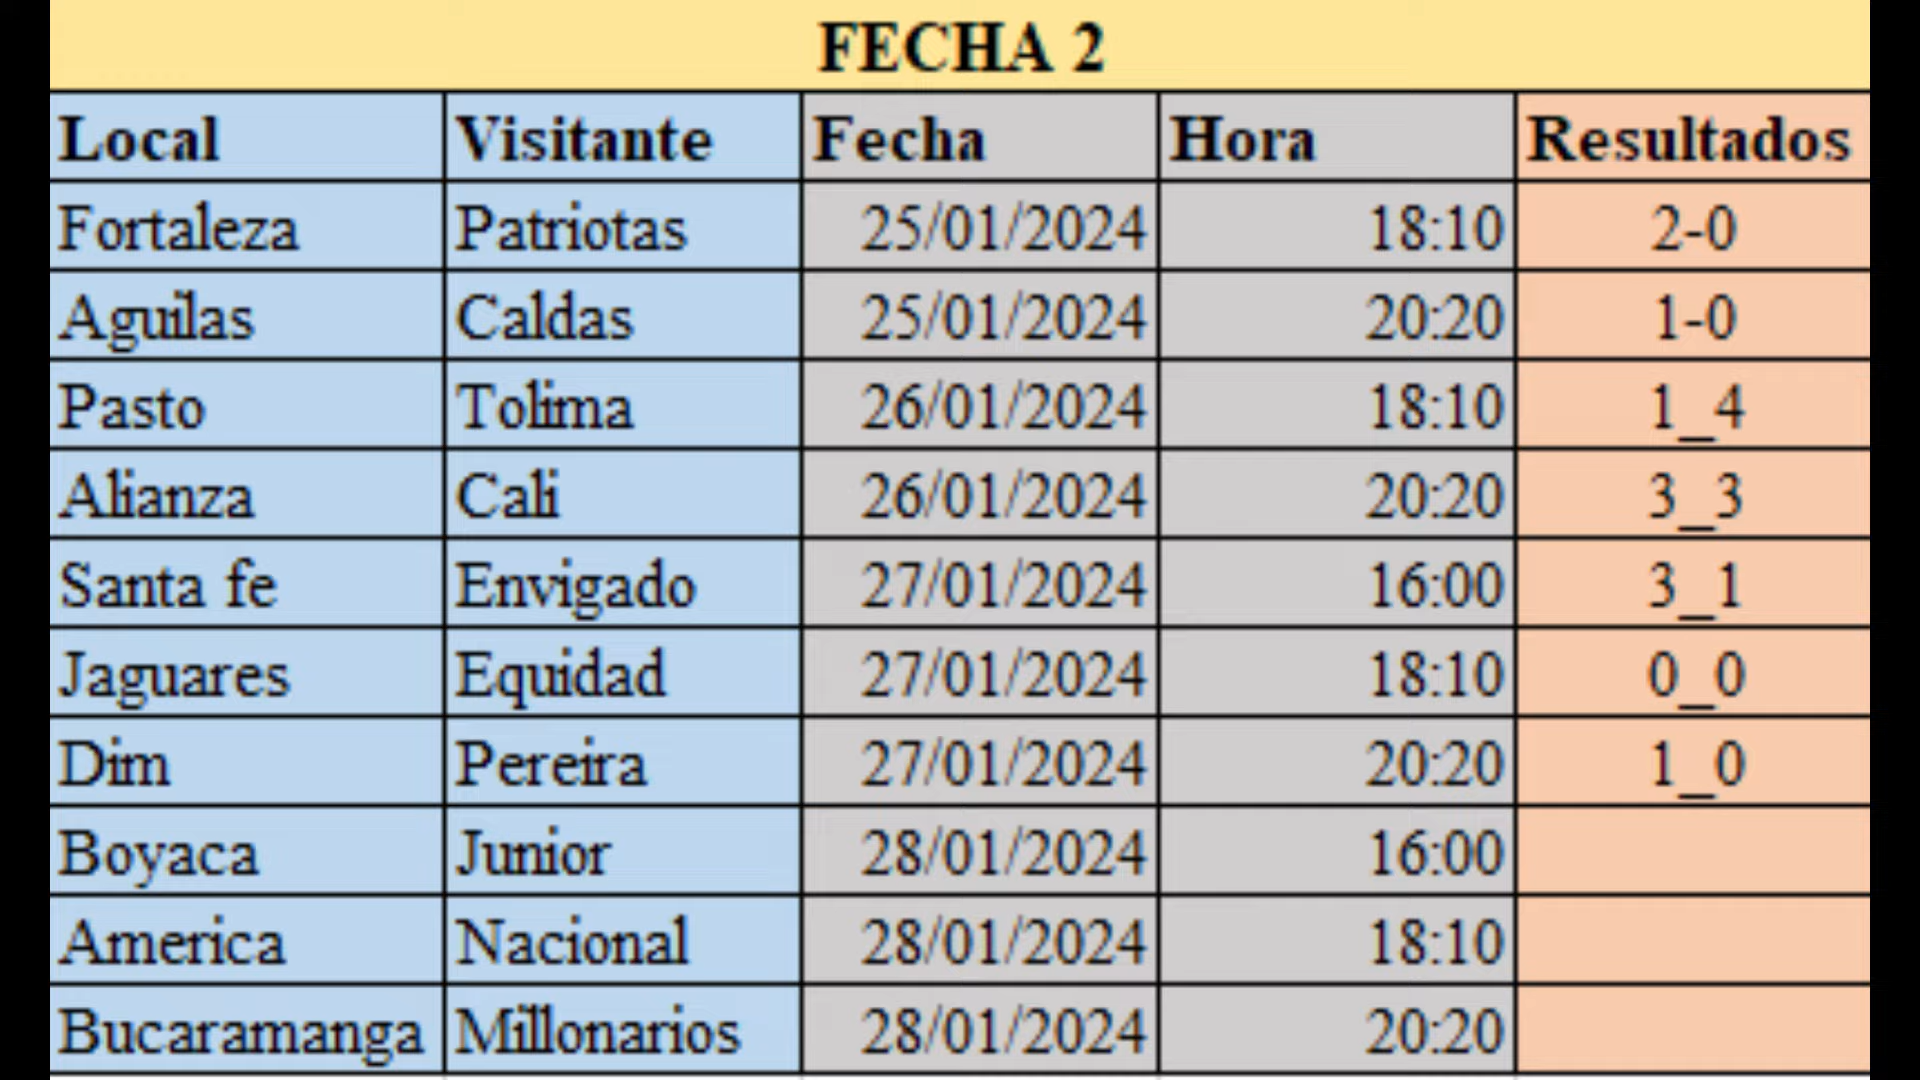 FECHA 2
Local Visitante Fecha Hora Resultados
Fortaleza Patriotas 25/01/2024 18:10 2-0
Aguilas Caldas 25/01/2024 20:20 1-0
Pasto Tolima 26/01/2024 18:10 1_4
Alianza Cali 26/01/2024 20:20 3_3
Santa fe Envigado 27/01/2024 16:00 3_1
Jaguares Equidad 27/01/2024 18:10 0_0
Dim Pereira 27/01/2024 20:20 1_0
Boyaca Junior 28/01/2024 16:00
America Nacional 28/01/2024 18:10
Bucaramanga Millonarios 28/01/2024 20:20